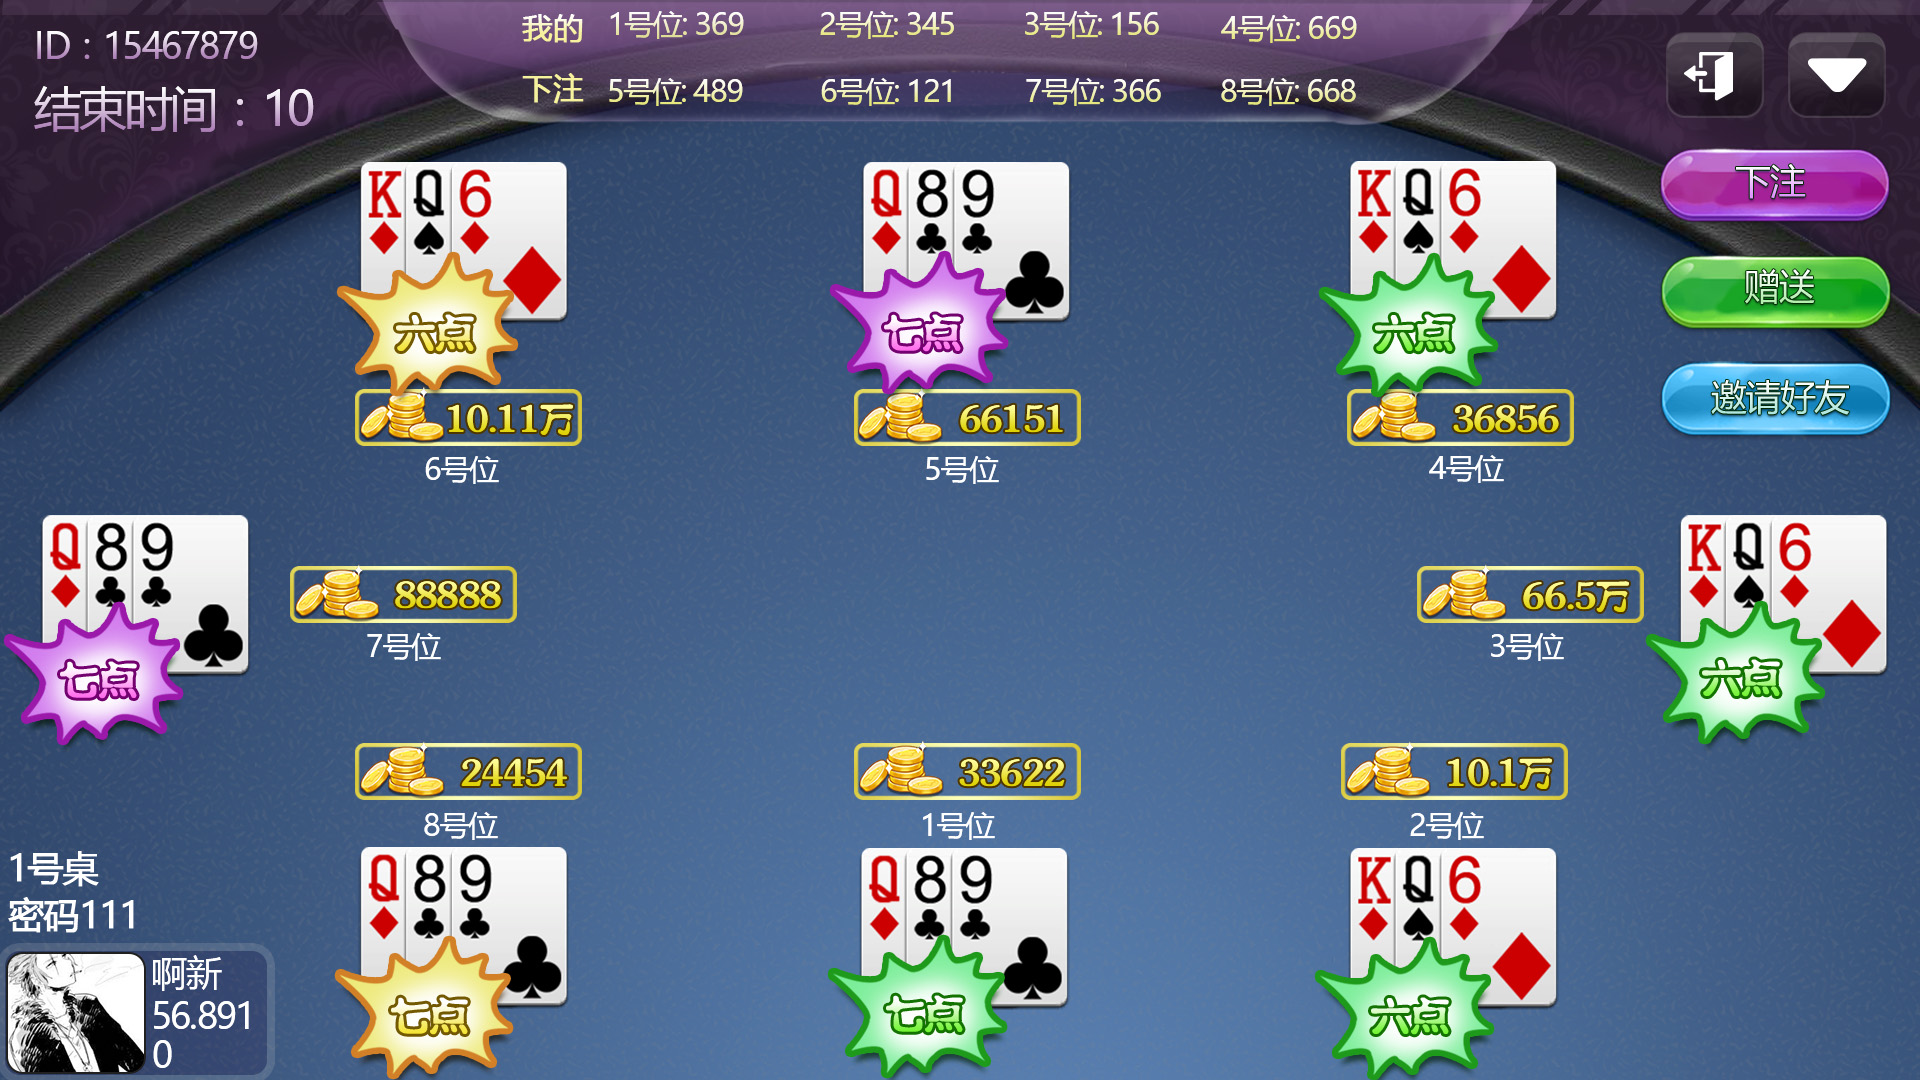 ID：15467879
结束时间：10
我的 1号位: 369 2号位: 345 3号位: 156 4号位: 669
下注 5号位: 489 6号位: 121 7号位: 366 8号位: 668
下注
赠送
邀请好友
K Q 6
六点
10.11万
6号位
Q 8 9
七点
66151
5号位
K Q 6
六点
36856
4号位
Q 8 9
七点
88888
7号位
K Q 6
六点
66.5万
3号位
24454
8号位
Q 8 9
七点
33622
1号位
Q 8 9
七点
10.1万
2号位
K Q 6
六点
1号桌
密码111
啊新
56.891
0